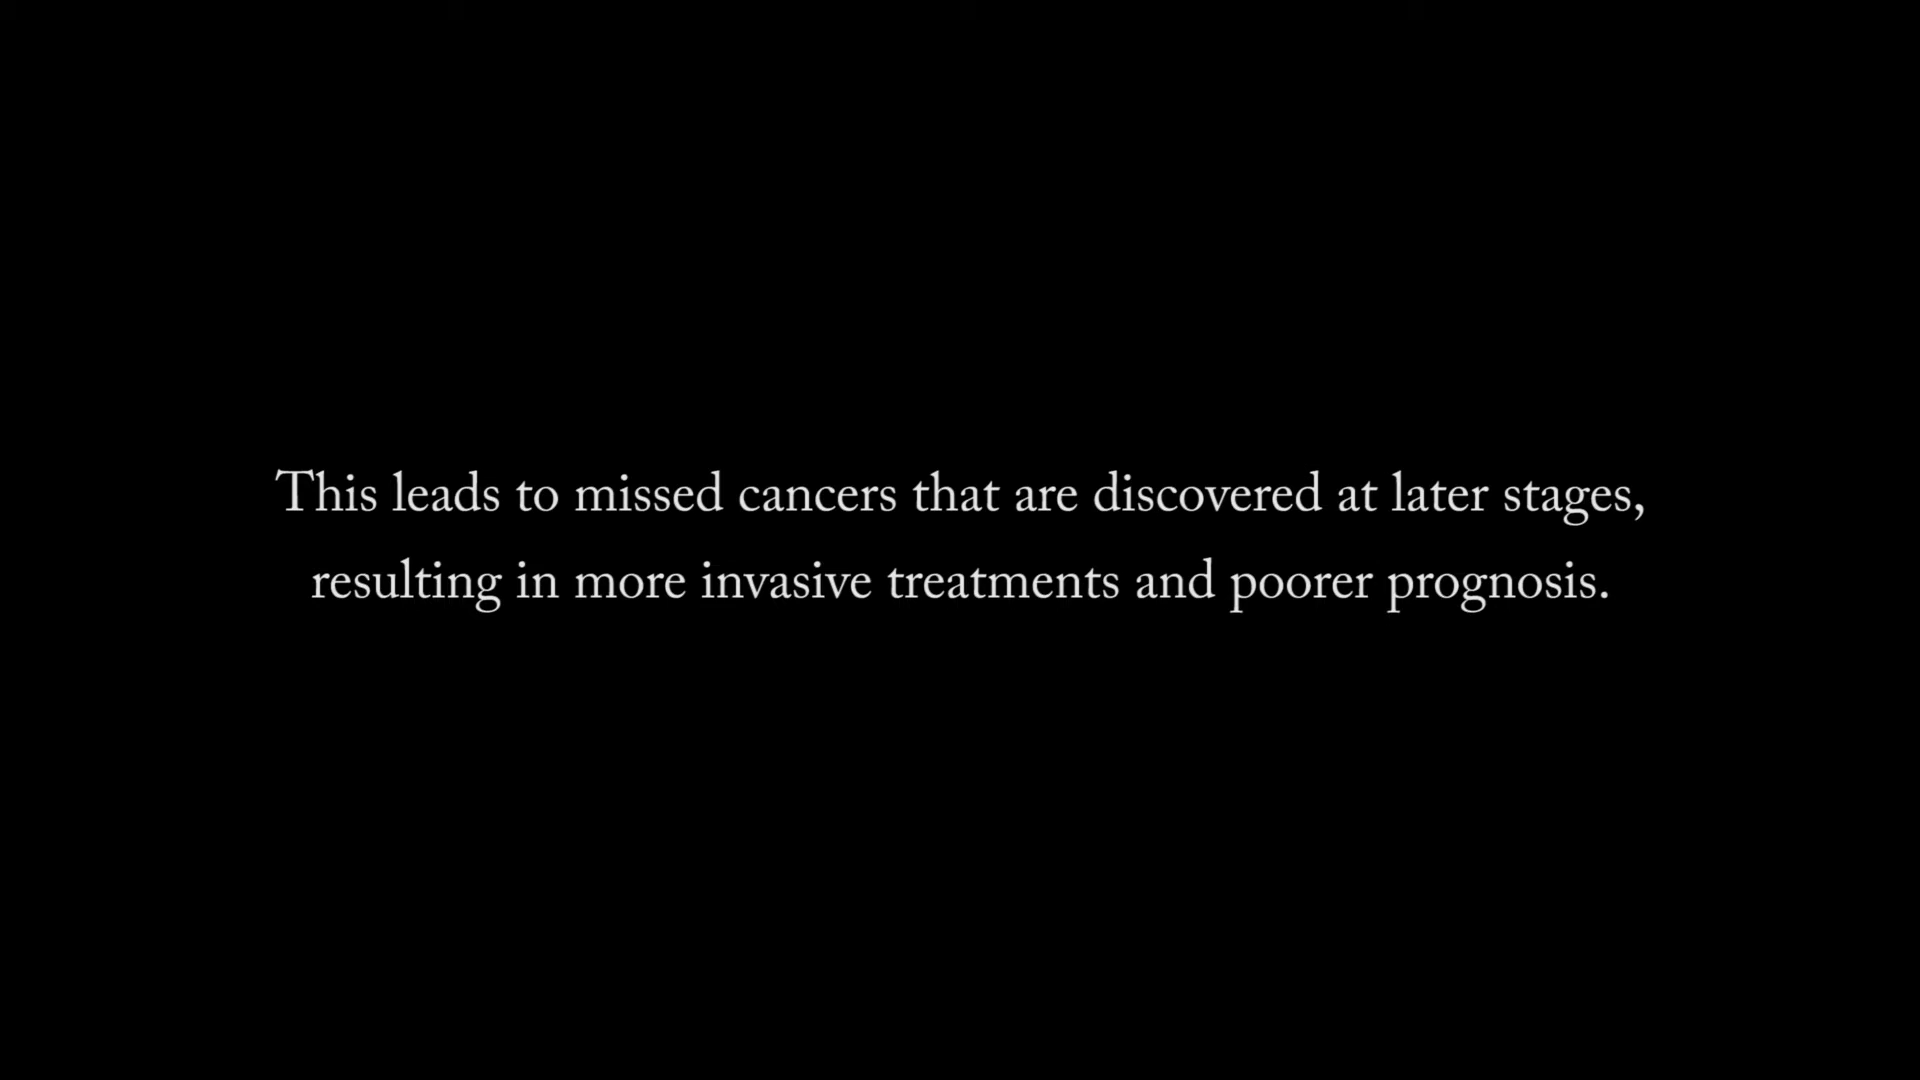 This leads to missed cancers that are discovered at later stages,
resulting in more invasive treatments and poorer prognosis.